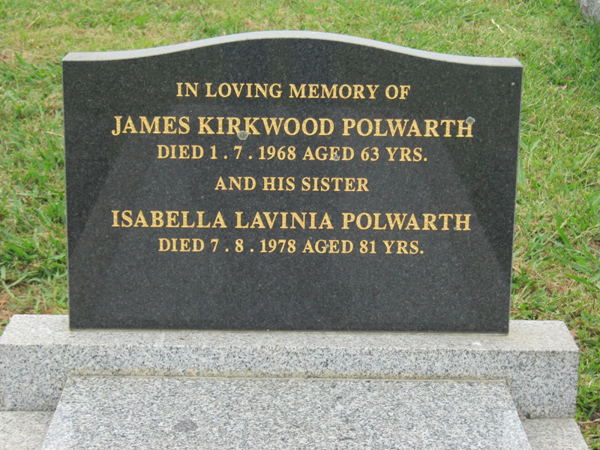 IN LOVING MEMORY OF
JAMES KIRKWOOD POLWARTH
DIED 1 . 7 . 1968 AGED 63 YRS.
AND HIS SISTER
ISABELLA LAVINIA POLWARTH
DIED 7 . 8 . 1978 AGED 81 YRS.